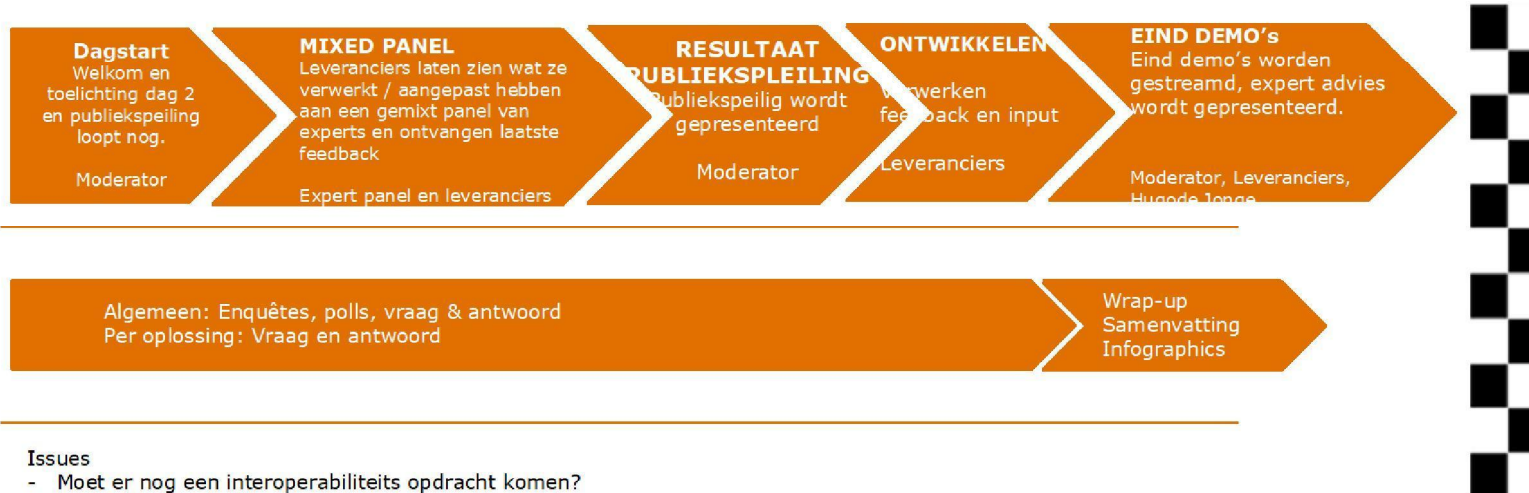 Dagstart
Welkom en
toelichting dag 2
en publiekspeiling
loopt nog.
Moderator
MIXED PANEL
Leveranciers laten zien wat ze
verwerkt / aangepast hebben
aan een gemixt panel van
experts en ontvangen laatste
feedback
Expert panel en leveranciers
RESULTAAT
PUBLIEKSPLEILING
Publiekspeilig wordt
gepresenteerd
Moderator
ONTWIKKELEN
Verwerken
feedback en input
Leveranciers
EIND DEMO's
Eind demo's worden
gestreamd, expert advies
wordt gepresenteerd.
Moderator, Leveranciers,
Hugode Jonge
Algemeen: Enquêtes, polls, vraag & antwoord
Per oplossing: Vraag en antwoord
Wrap-up
Samenvatting
Infographics
Issues
- Moet er nog een interoperabiliteits opdracht komen?